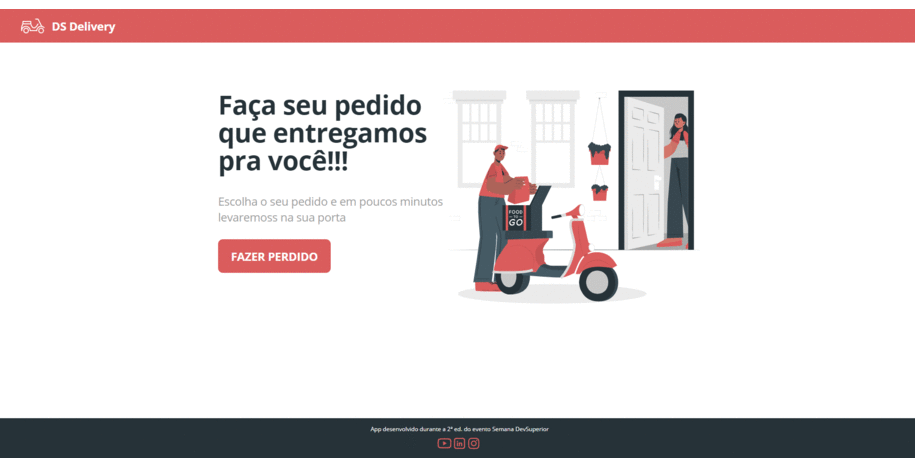 DS Delivery
Faça seu pedido
que entregamos
pra você!!!
Escolha o seu pedido e em poucos minutos
levaremoss na sua porta
FAZER PERDIDO
FOOD
TO
GO
App desenvolvido durante a 2ª ed. do evento Semana DevSuperior